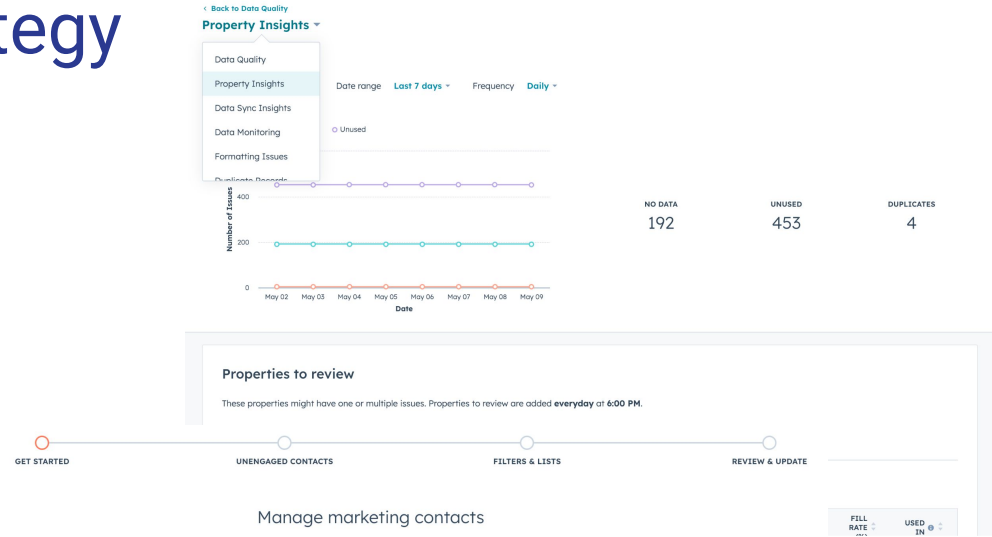 tegy
Back to Data Quality
Property Insights
Data Quality
Property Insights
Data Sync Insights
Data Monitoring
Formatting Issues
Duplicate Records
Date range Last 7 days Frequency Daily
Unused
Number of Issues
400
200
0
May 02 May 03 May 04 May 05 May 06 May 07 May 08 May 09
Date
NO DATA UNUSED DUPLICATES
192 453 4
Properties to review
These properties might have one or multiple issues. Properties to review are added everyday at 6:00 PM.
GET STARTED UNENGAGED CONTACTS FILTERS & LISTS REVIEW & UPDATE
Manage marketing contacts
FILL
RATE
USED
IN